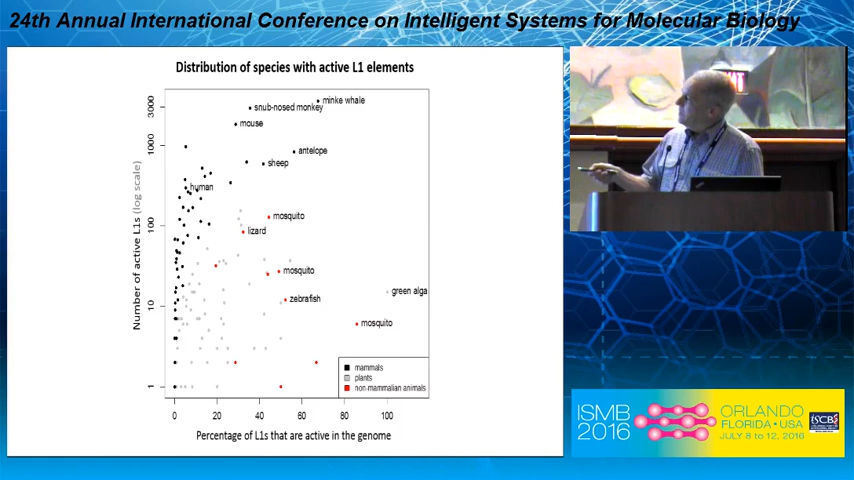 24th Annual International Conference on Intelligent Systems for Molecular Biology
Distribution of species with active L1 elements
Number of active L1s (log scale)
3000
1000
100
10
1
minke whale
snub-nosed monkey
mouse
antelope
sheep
human
mosquito
lizard
mosquito
zebrafish
green alga
mosquito
mammals
plants
non-mammalian animals
0 20 40 60 80 100
Percentage of L1s that are active in the genome
ISMB
2016
ORLANDO
FLORIDA • USA
JULY 8 to 12, 2016
ISCB